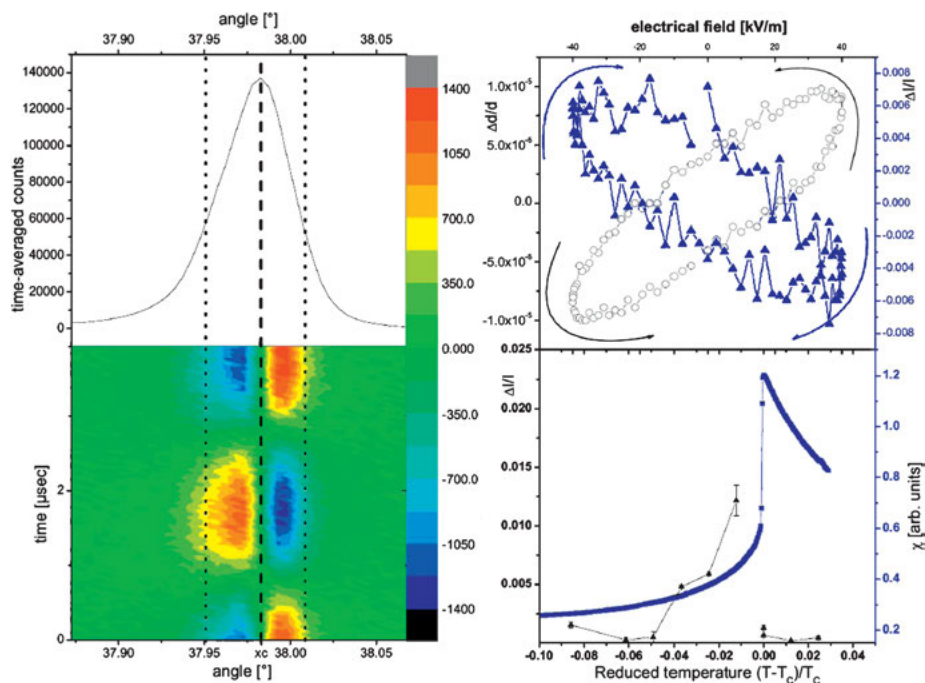 angle [°]
37.90 37.95 38.00 38.05
140000
120000
100000
80000
60000
40000
20000
0
time-averaged counts
1400
1050
700.0
350.0
0.000
-350.0
-700.0
-1050
-1400
2
0
time [µsec]
37.90 37.95 xc 38.00 38.05
angle [°]
electrical field [kV/m]
-40 -20 0 20 40
1.0x10⁻⁵
5.0x10⁻⁶
0.0
-5.0x10⁻⁶
-1.0x10⁻⁵
Δd/d
0.008
0.006
0.004
0.002
0.000
-0.002
-0.004
-0.006
-0.008
ΔI/I
0.025
0.020
0.015
0.010
0.005
ΔI/I
1.2
1.0
0.8
0.6
0.4
0.2
χ [arb. units]
-0.10 -0.08 -0.06 -0.04 -0.02 0.00 0.02 0.04
Reduced temperature (T-Tc)/Tc